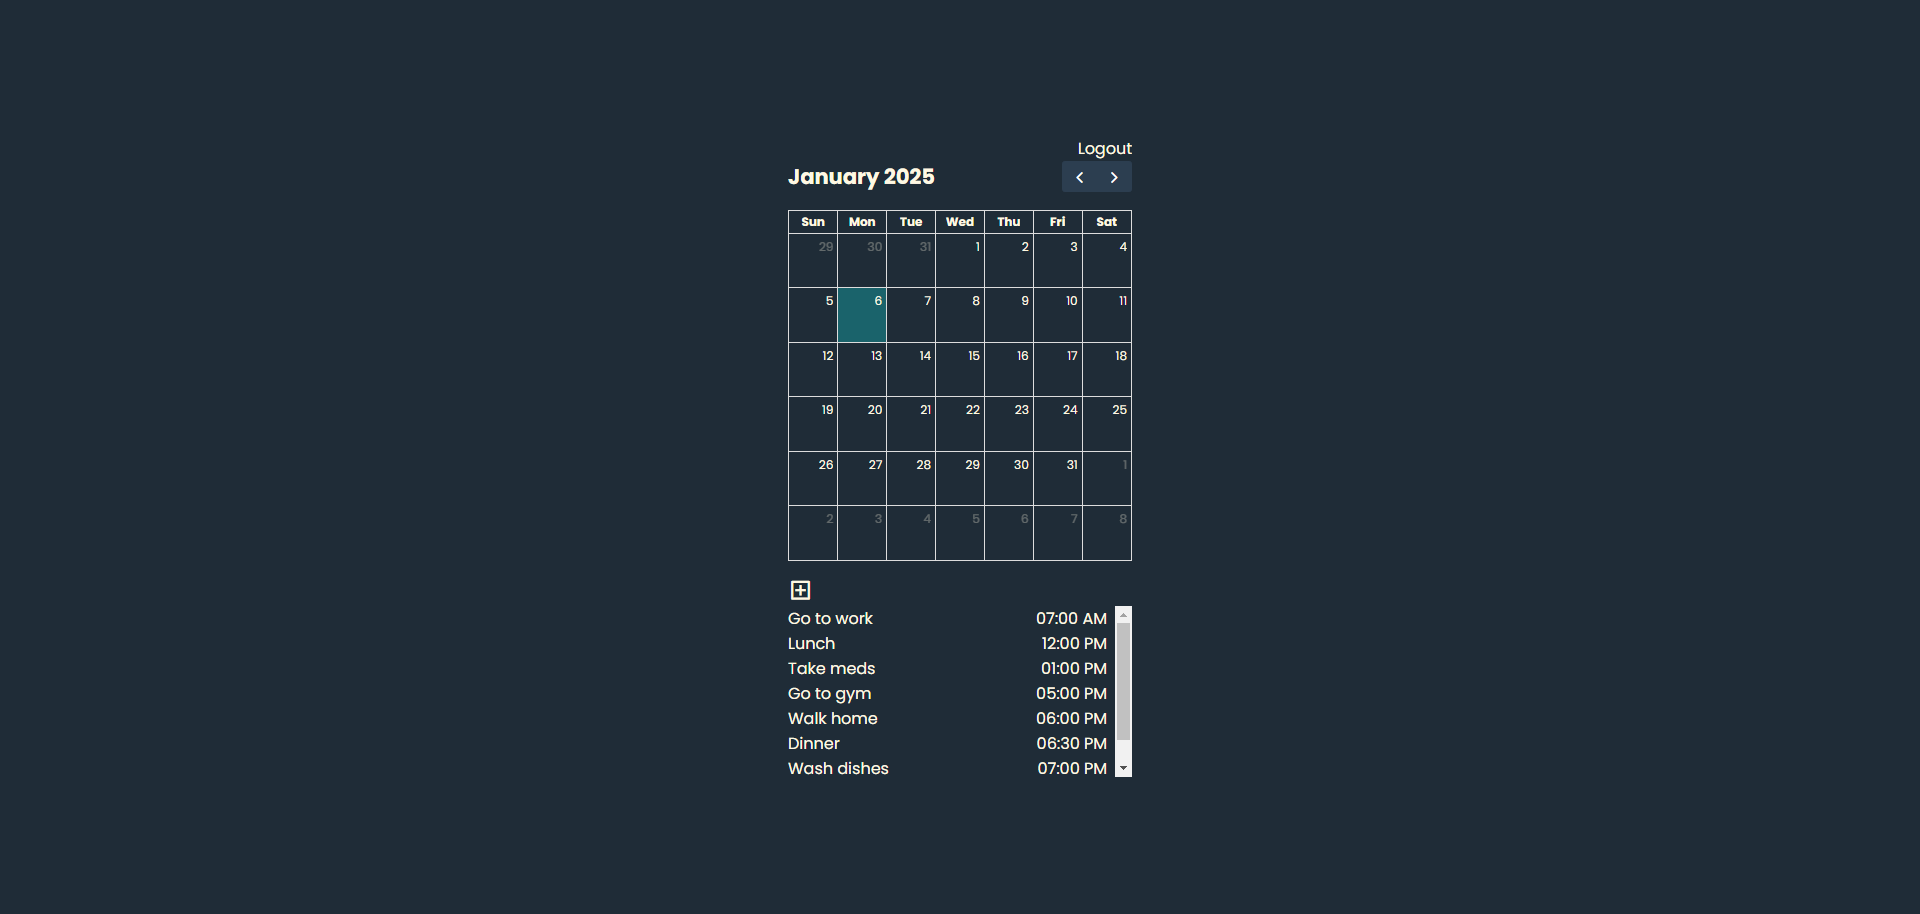 Logout
January 2025
Sun Mon Tue Wed Thu Fri Sat
29 30 31 1 2 3 4
5 6 7 8 9 10 11
12 13 14 15 16 17 18
19 20 21 22 23 24 25
26 27 28 29 30 31 1
2 3 4 5 6 7 8
Go to work 07:00 AM
Lunch 12:00 PM
Take meds 01:00 PM
Go to gym 05:00 PM
Walk home 06:00 PM
Dinner 06:30 PM
Wash dishes 07:00 PM